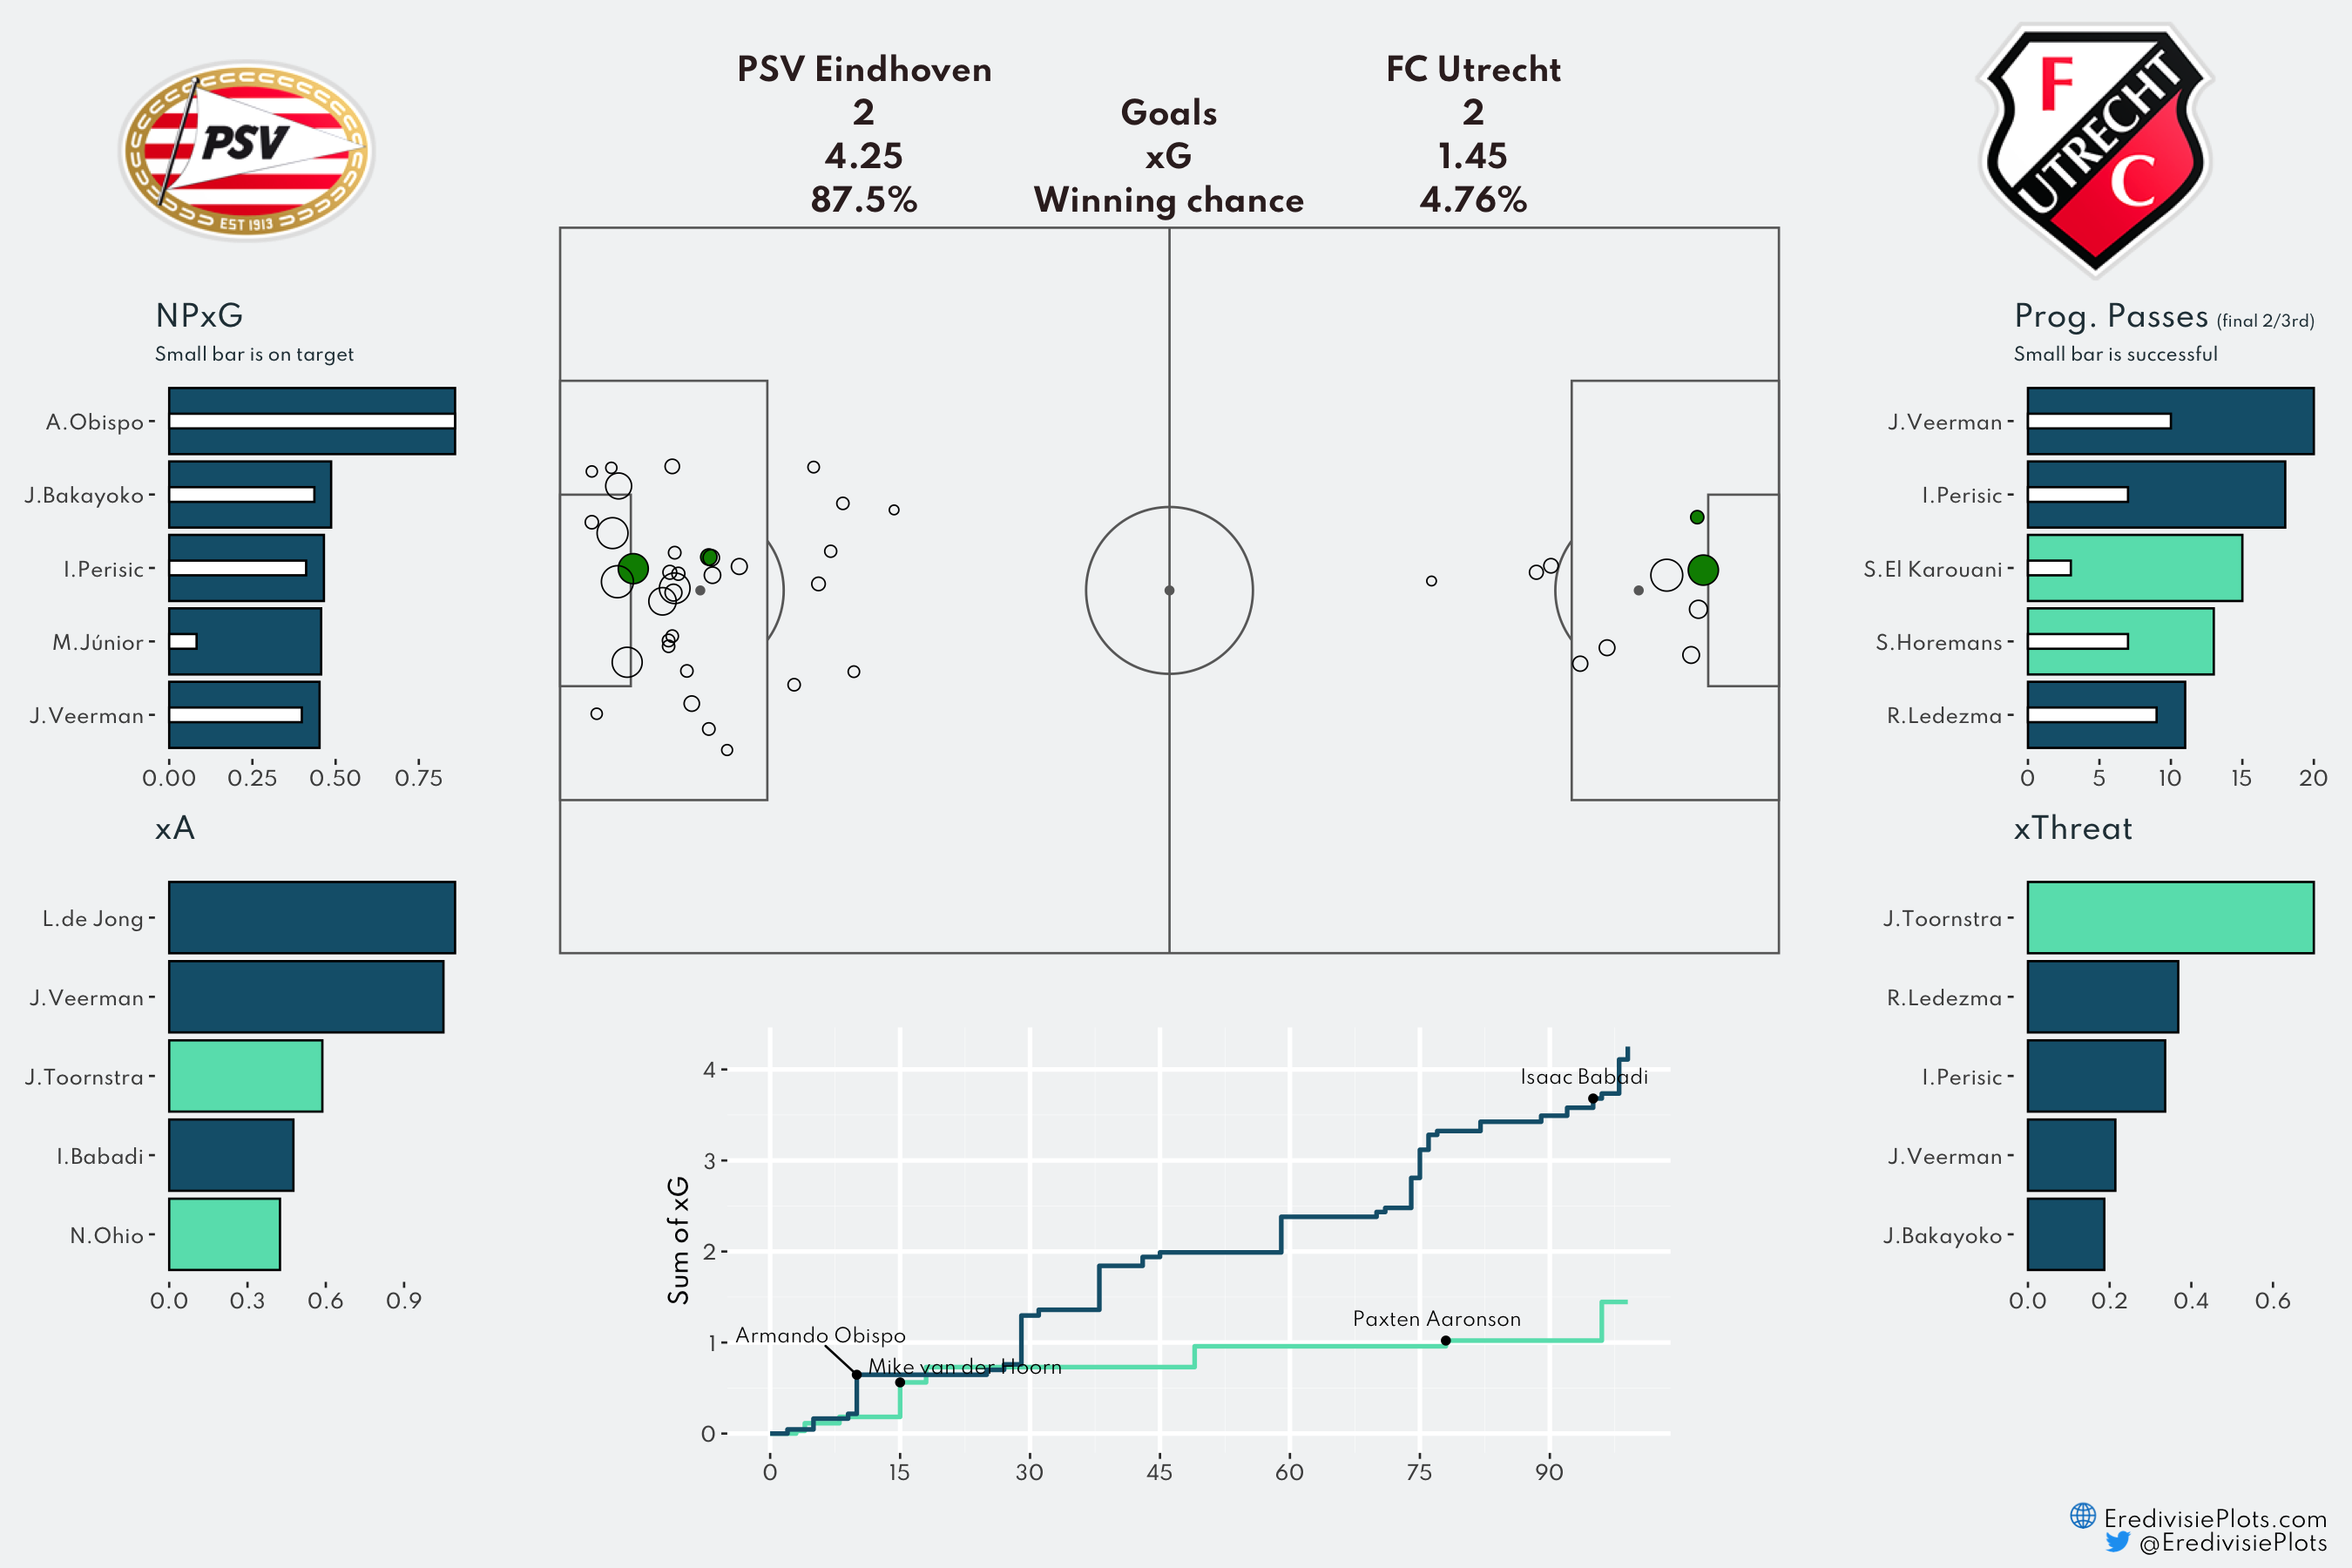 PSV Eindhoven FC Utrecht
2 Goals 2
4.25 xG 1.45
87.5% Winning chance 4.76%
PSV
EST 1913
F
UTRECHT
C
NPxG
Small bar is on target
A.Obispo
J.Bakayoko
I.Perisic
M.Júnior
J.Veerman
0.00 0.25 0.50 0.75
xA
L.de Jong
J.Veerman
J.Toornstra
I.Babadi
N.Ohio
0.0 0.3 0.6 0.9
Sum of xG
4
3
2
1
0
Isaac Babadi
Paxten Aaronson
Armando Obispo
Mike van der Hoorn
0 15 30 45 60 75 90
Prog. Passes (final 2/3rd)
Small bar is successful
J.Veerman
I.Perisic
S.El Karouani
S.Horemans
R.Ledezma
0 5 10 15 20
xThreat
J.Toornstra
R.Ledezma
I.Perisic
J.Veerman
J.Bakayoko
0.0 0.2 0.4 0.6
EredivisiePlots.com
@EredivisiePlots